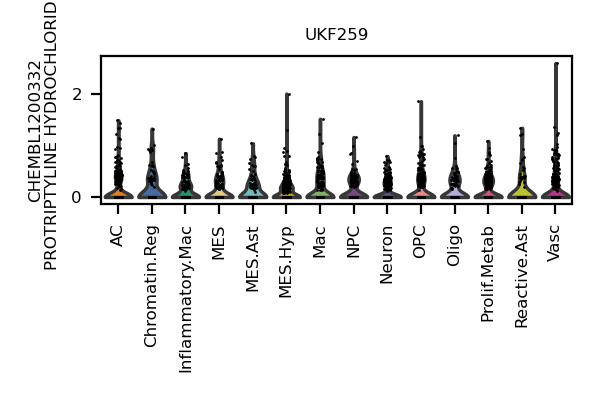 UKF259
CHEMBL1200332
PROTRIPTYLINE HYDROCHLORID
2
0
AC
Chromatin.Reg
Inflammatory.Mac
MES
MES.Ast
MES.Hyp
Mac
NPC
Neuron
OPC
Oligo
Prolif.Metab
Reactive.Ast
Vasc